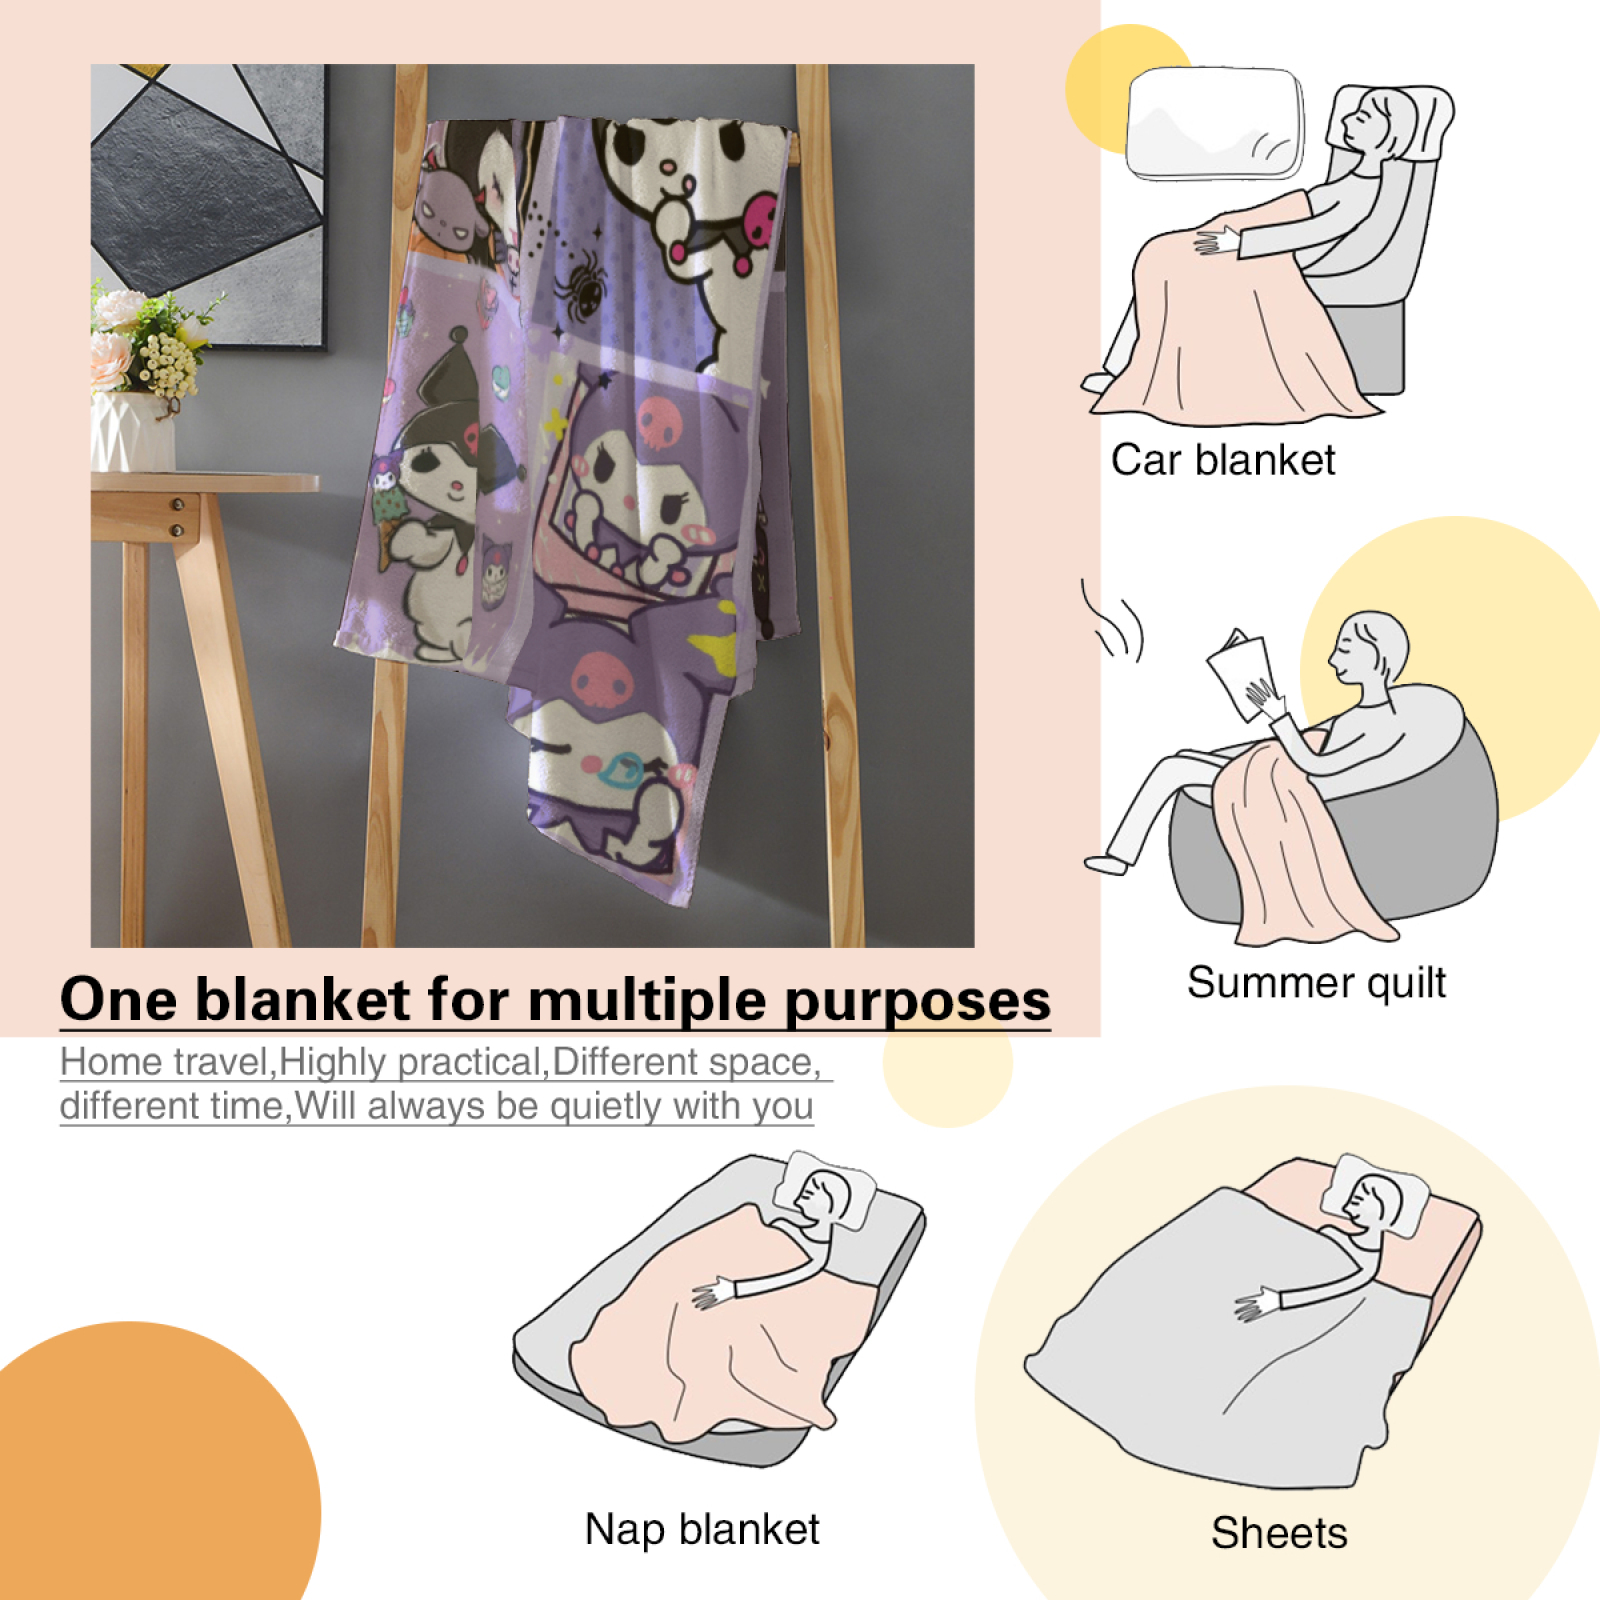 One blanket for multiple purposes
Home travel,Highly practical,Different space,
different time,Will always be quietly with you
Car blanket
Summer quilt
Nap blanket
Sheets